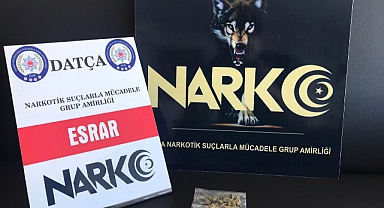 DATÇA
NARKOTİK SUÇLARLA MÜCADELE
GRUP AMİRLİĞİ
ESRAR
NARKO
NARKO
NARKOTİK SUÇLARLA MÜCADELE GRUP AMİRLİĞİ